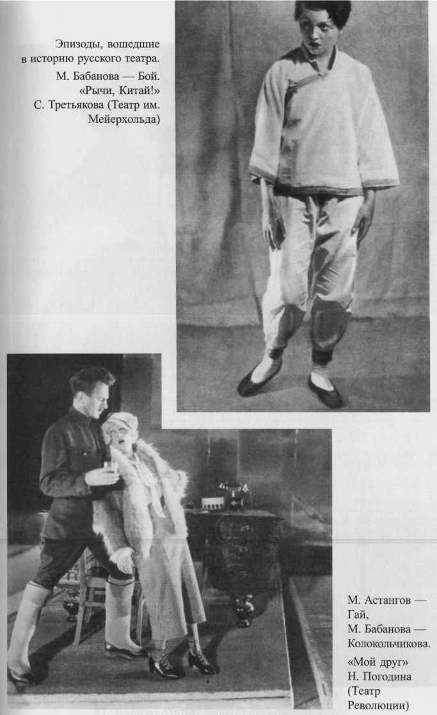 Эпизоды, вошедшие
в историю русского театра.
М. Бабанова — Бой.
«Рычи, Китай!»
С. Третьякова (Театр им.
Мейерхольда)
М. Астангов —
Гай,
М. Бабанова —
Колокольчикова.
«Мой друг»
Н. Погодина
(Театр
Революции)